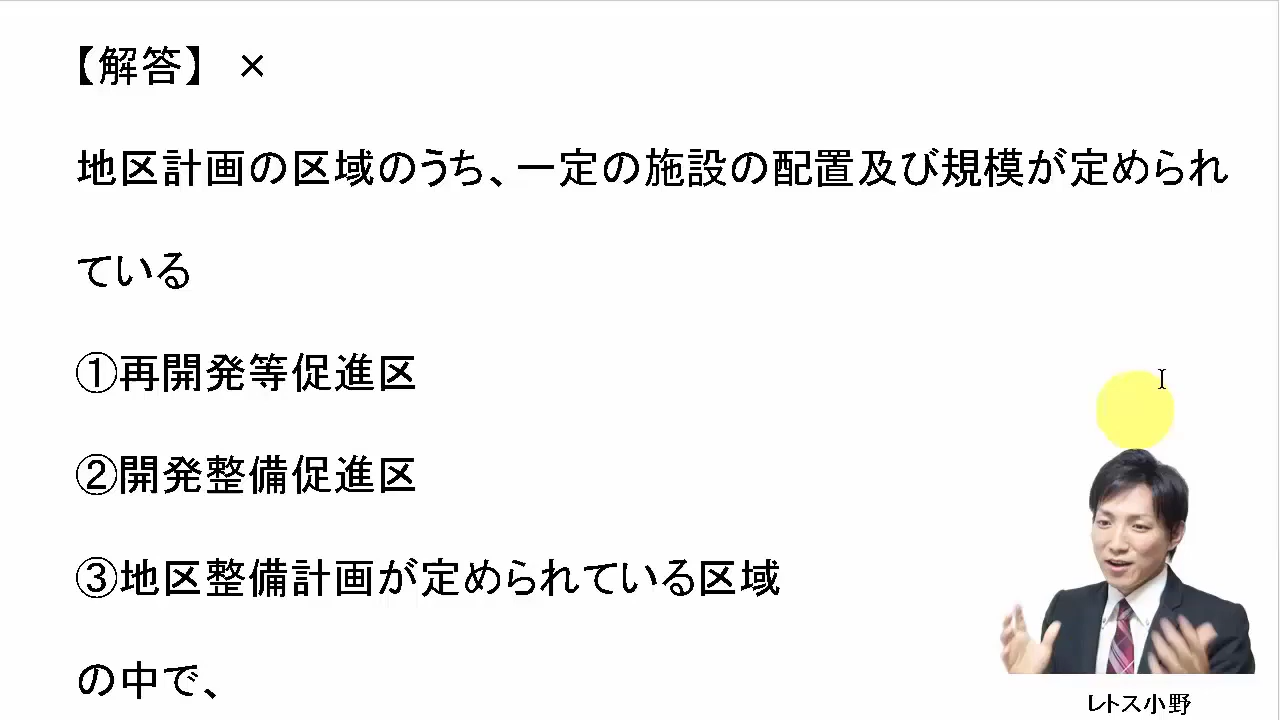 【解答】 ×
地区計画の区域のうち、一定の施設の配置及び規模が定められ
ている
①再開発等促進区
②開発整備促進区
③地区整備計画が定められている区域
の中で、
レトス小野